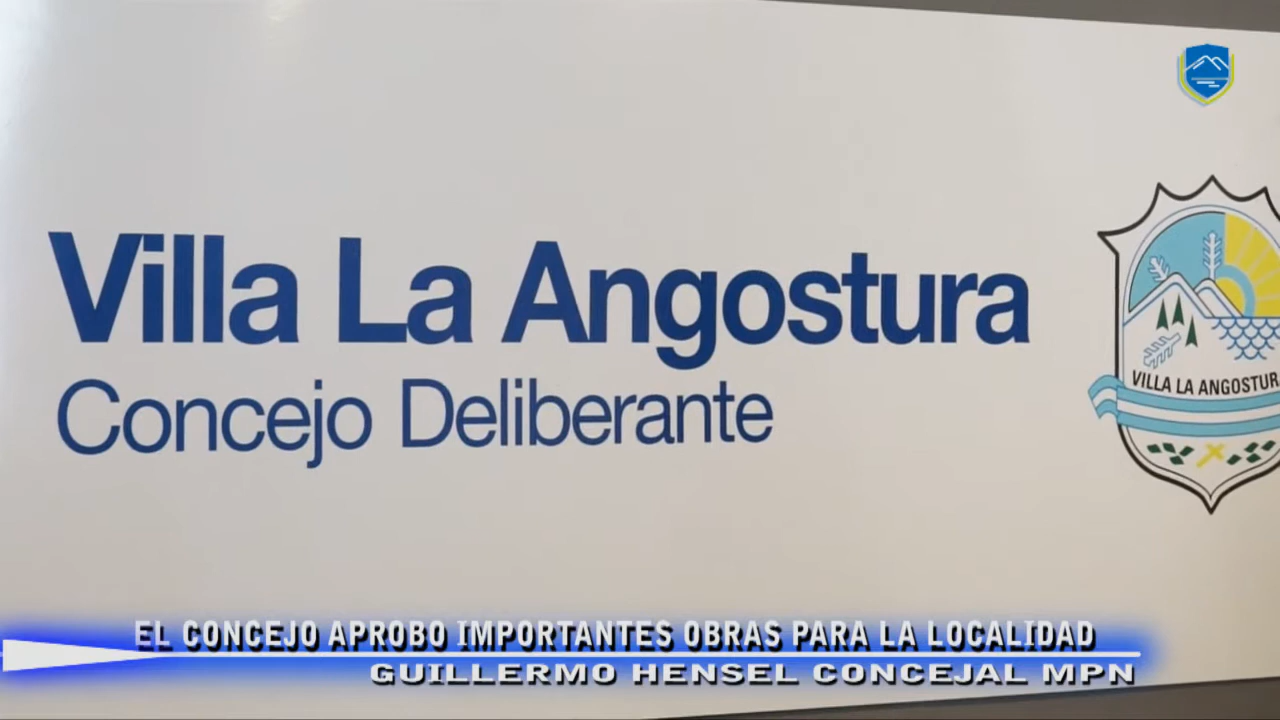 Villa La Angostura
Concejo Deliberante
VILLA LA ANGOSTURA
EL CONCEJO APROBO IMPORTANTES OBRAS PARA LA LOCALIDAD
GUILLERMO HENSEL CONCEJAL MPN